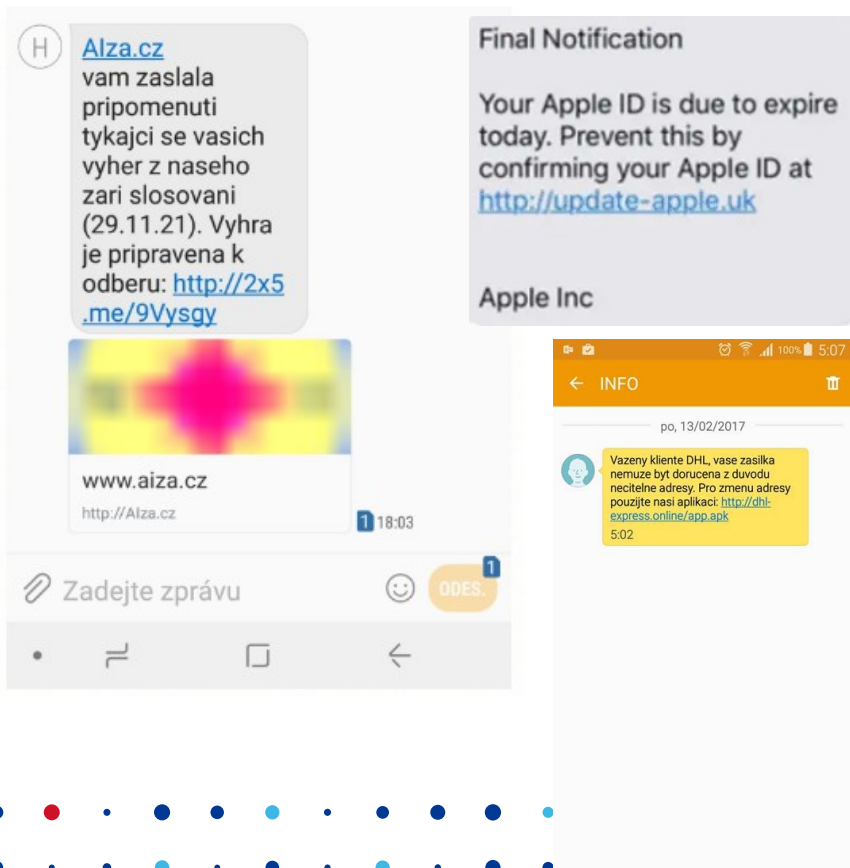 H
AIza.cz
vam zaslala
pripomenuti
tykajci se vasich
vyher z naseho
zari slosovani
(29.11.21). Vyhra
je pripravena k
odberu: http://2x5
.me/9Vysgy
www.aiza.cz
http://AIza.cz
1 18:03
Zadejte zprávu
ODES.
1
Final Notification
Your Apple ID is due to expire
today. Prevent this by
confirming your Apple ID at
http://update-apple.uk
Apple Inc
100% 5:07
INFO
po, 13/02/2017
Vazeny kliente DHL, vase zasilka
nemuze byt dorucena z duvodu
necitelne adresy. Pro zmenu adresy
pouzijte nasi aplikaci: http://dhl-
express.online/app.apk
5:02